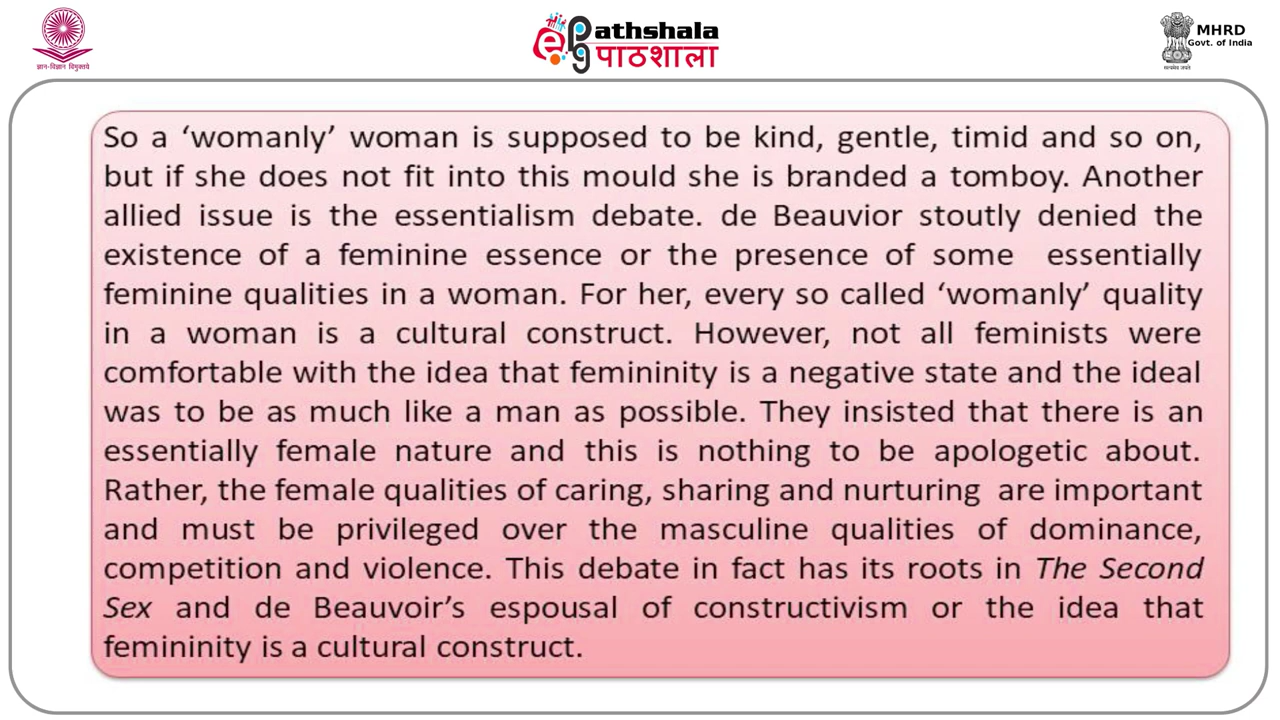 ज्ञान-विज्ञान विमुक्तये
epg athshala
पाठशाला
MHRD
Govt. of India
सत्यमेव जयते
So a ‘womanly’ woman is supposed to be kind, gentle, timid and so on,
but if she does not fit into this mould she is branded a tomboy. Another
allied issue is the essentialism debate. de Beauvior stoutly denied the
existence of a feminine essence or the presence of some essentially
feminine qualities in a woman. For her, every so called ‘womanly’ quality
in a woman is a cultural construct. However, not all feminists were
comfortable with the idea that femininity is a negative state and the ideal
was to be as much like a man as possible. They insisted that there is an
essentially female nature and this is nothing to be apologetic about.
Rather, the female qualities of caring, sharing and nurturing are important
and must be privileged over the masculine qualities of dominance,
competition and violence. This debate in fact has its roots in The Second
Sex and de Beauvoir’s espousal of constructivism or the idea that
femininity is a cultural construct.